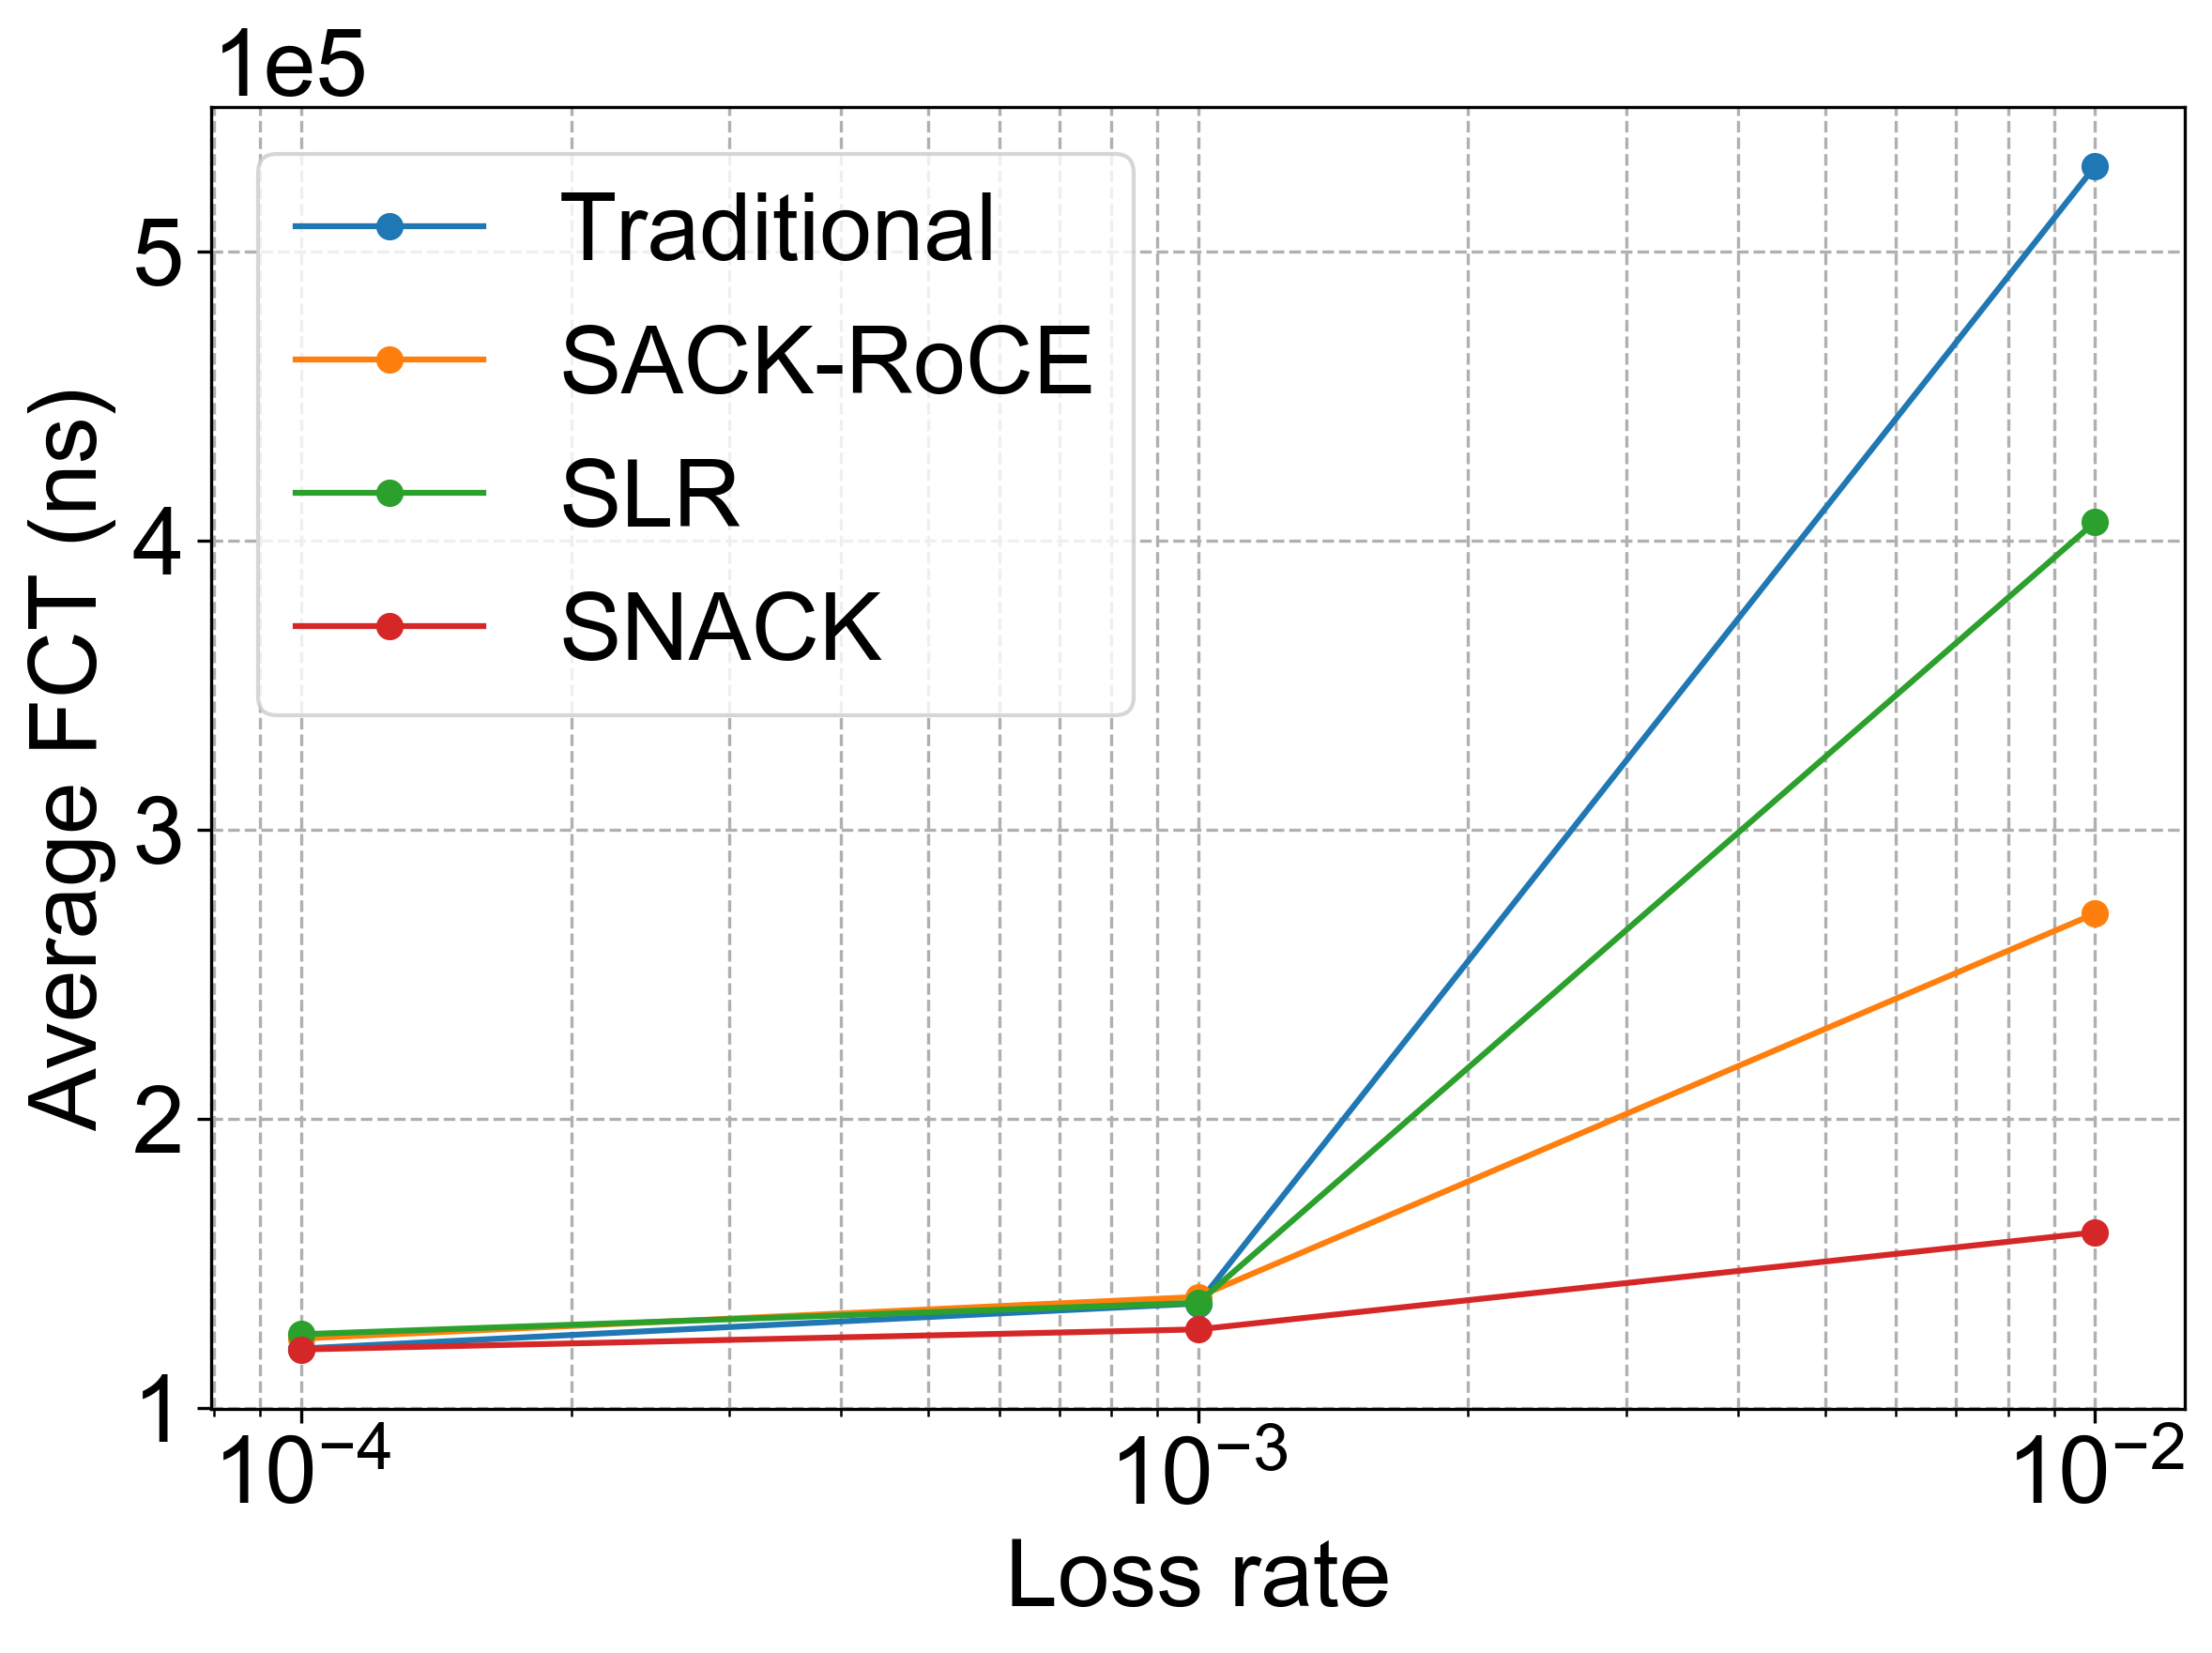 1e5
Traditional
SACK-RoCE
SLR
SNACK
Average FCT (ns)
5
4
3
2
1
10⁻⁴ 10⁻³ 10⁻²
Loss rate